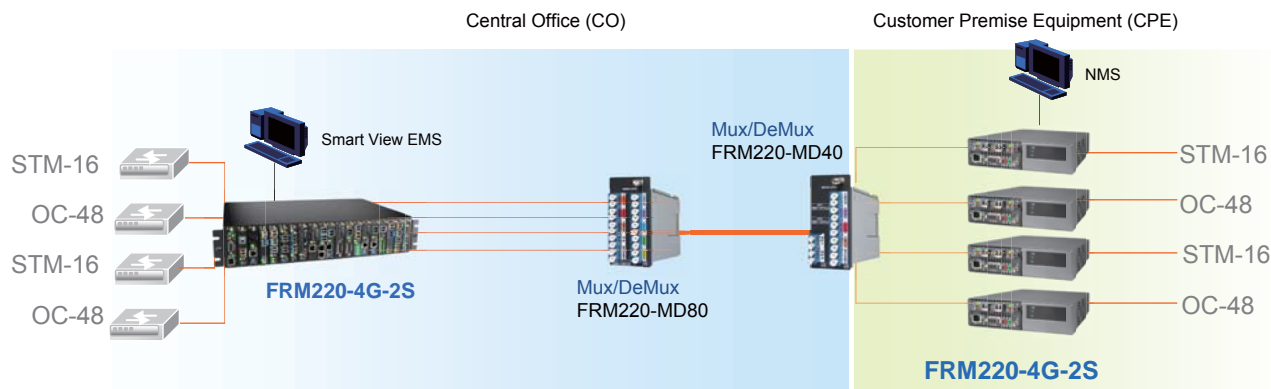 Central Office (CO)
Customer Premise Equipment (CPE)
NMS
Smart View EMS
Mux/DeMux
FRM220-MD40
STM-16
OC-48
STM-16
OC-48
FRM220-4G-2S
Mux/DeMux
FRM220-MD80
STM-16
OC-48
STM-16
OC-48
FRM220-4G-2S